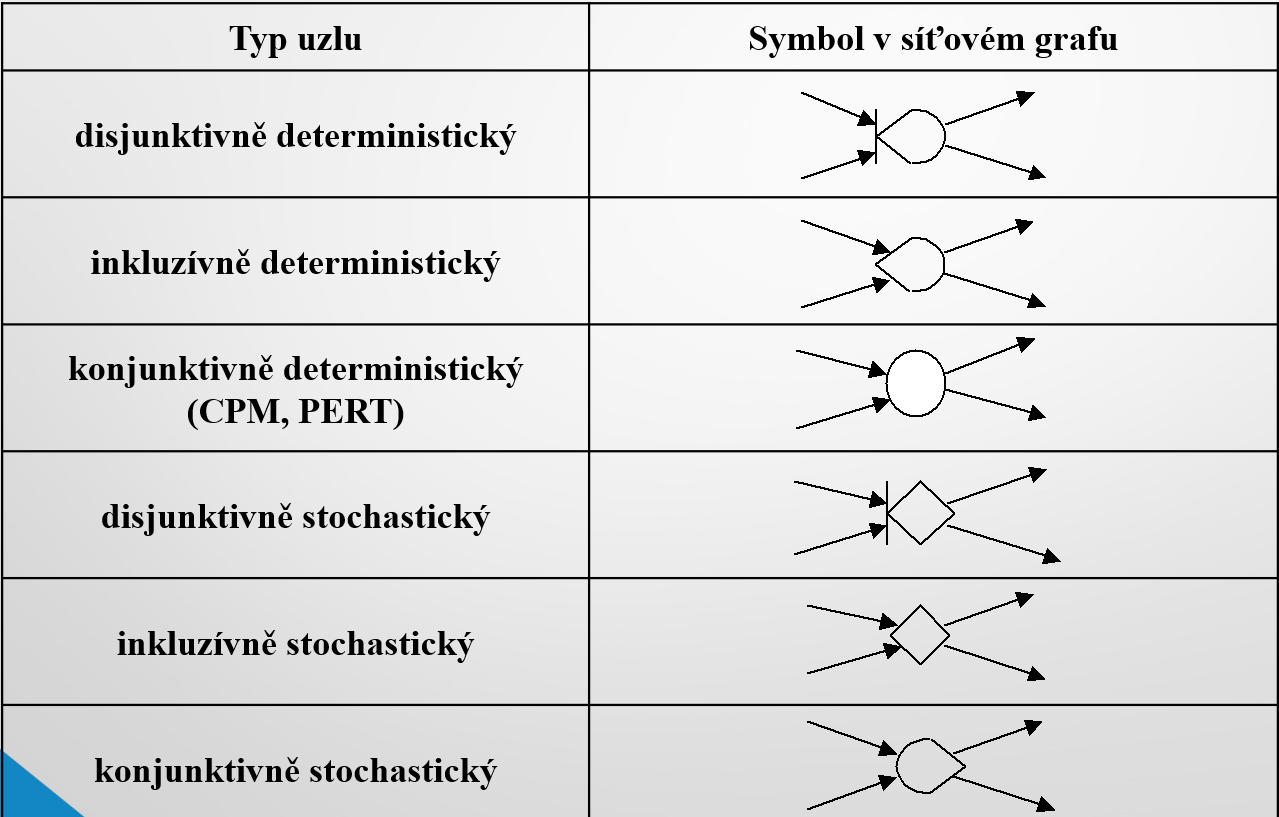 Typ uzlu
Symbol v síťovém grafu
disjunktivně deterministický
inkluzívně deterministický
konjunktivně deterministický
(CPM, PERT)
disjunktivně stochastický
inkluzívně stochastický
konjunktivně stochastický